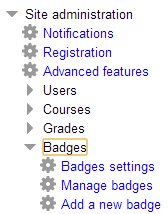 Site administration
Notifications
Registration
Advanced features
Users
Courses
Grades
Badges
Badges settings
Manage badges
Add a new badge